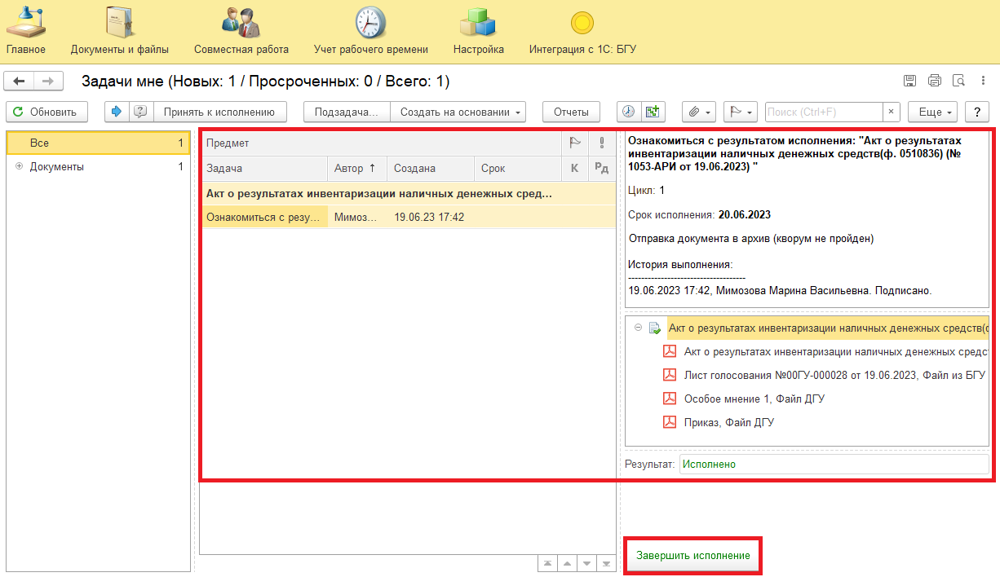 Главное
Документы и файлы
Совместная работа
Учет рабочего времени
Настройка
Интеграция с 1С: БГУ
Задачи мне (Новых: 1 / Просроченных: 0 / Всего: 1)
Обновить
Принять к исполнению
Подзадача...
Создать на основании
Отчеты
Поиск (Ctrl+F)
×
Еще
?
Все 1
Документы 1
Предмет
Задача Автор ↑ Создана Срок К Рд
Акт о результатах инвентаризации наличных денежных сред...
Ознакомиться с резу... Мимоз... 19.06.23 17:42
Ознакомиться с результатом исполнения: "Акт о результатах
инвентаризации наличных денежных средств(ф. 0510836) (№
1053-АРИ от 19.06.2023) "
Цикл: 1
Срок исполнения: 20.06.2023
Отправка документа в архив (кворум не пройден)
История выполнения:
------------------------------------
19.06.2023 17:42, Мимозова Марина Васильевна. Подписано.
Акт о результатах инвентаризации наличных денежных средств(
Акт о результатах инвентаризации наличных денежных средс
Лист голосования №00ГУ-000028 от 19.06.2023, Файл из БГУ
Особое мнение 1, Файл ДГУ
Приказ, Файл ДГУ
Результат: Исполнено
Завершить исполнение